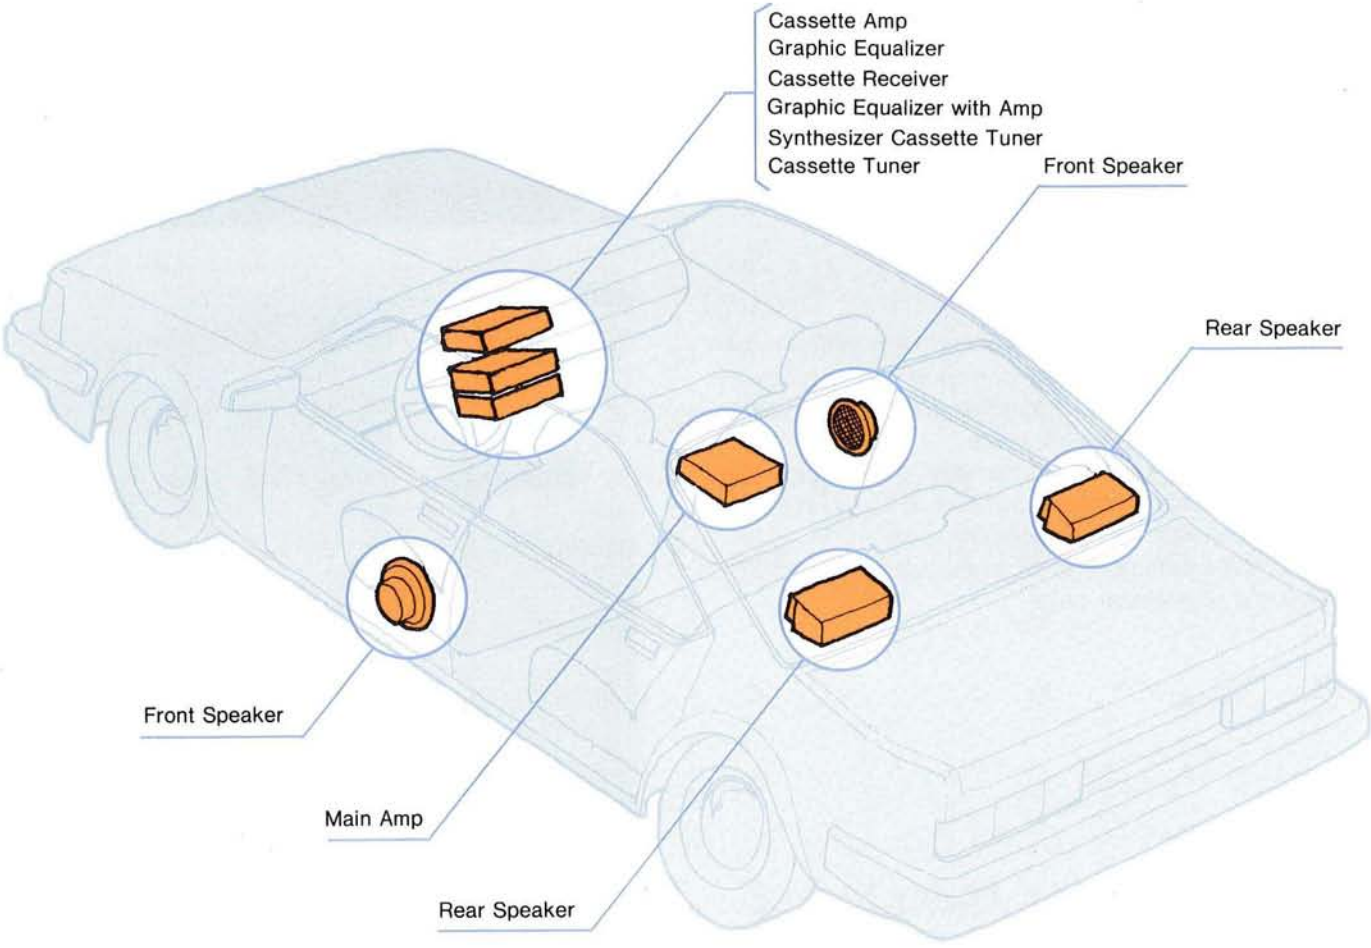 Cassette Amp
Graphic Equalizer
Cassette Receiver
Graphic Equalizer with Amp
Synthesizer Cassette Tuner
Cassette Tuner
Front Speaker
Rear Speaker
Front Speaker
Main Amp
Rear Speaker